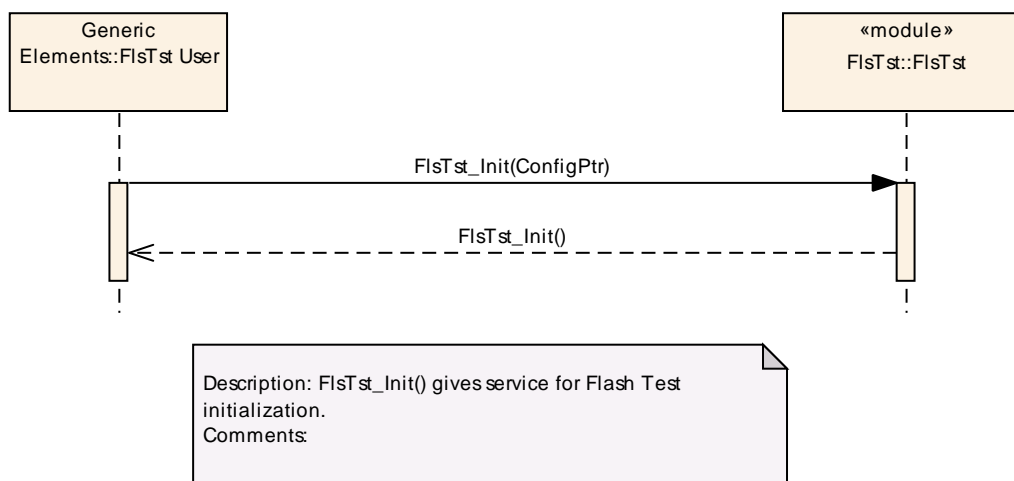 Generic
Elements::FlsTst User
«module»
FlsTst::FlsTst
FlsTst_Init(ConfigPtr)
FlsTst_Init()
Description: FlsTst_Init() gives service for Flash Test
initialization.
Comments: